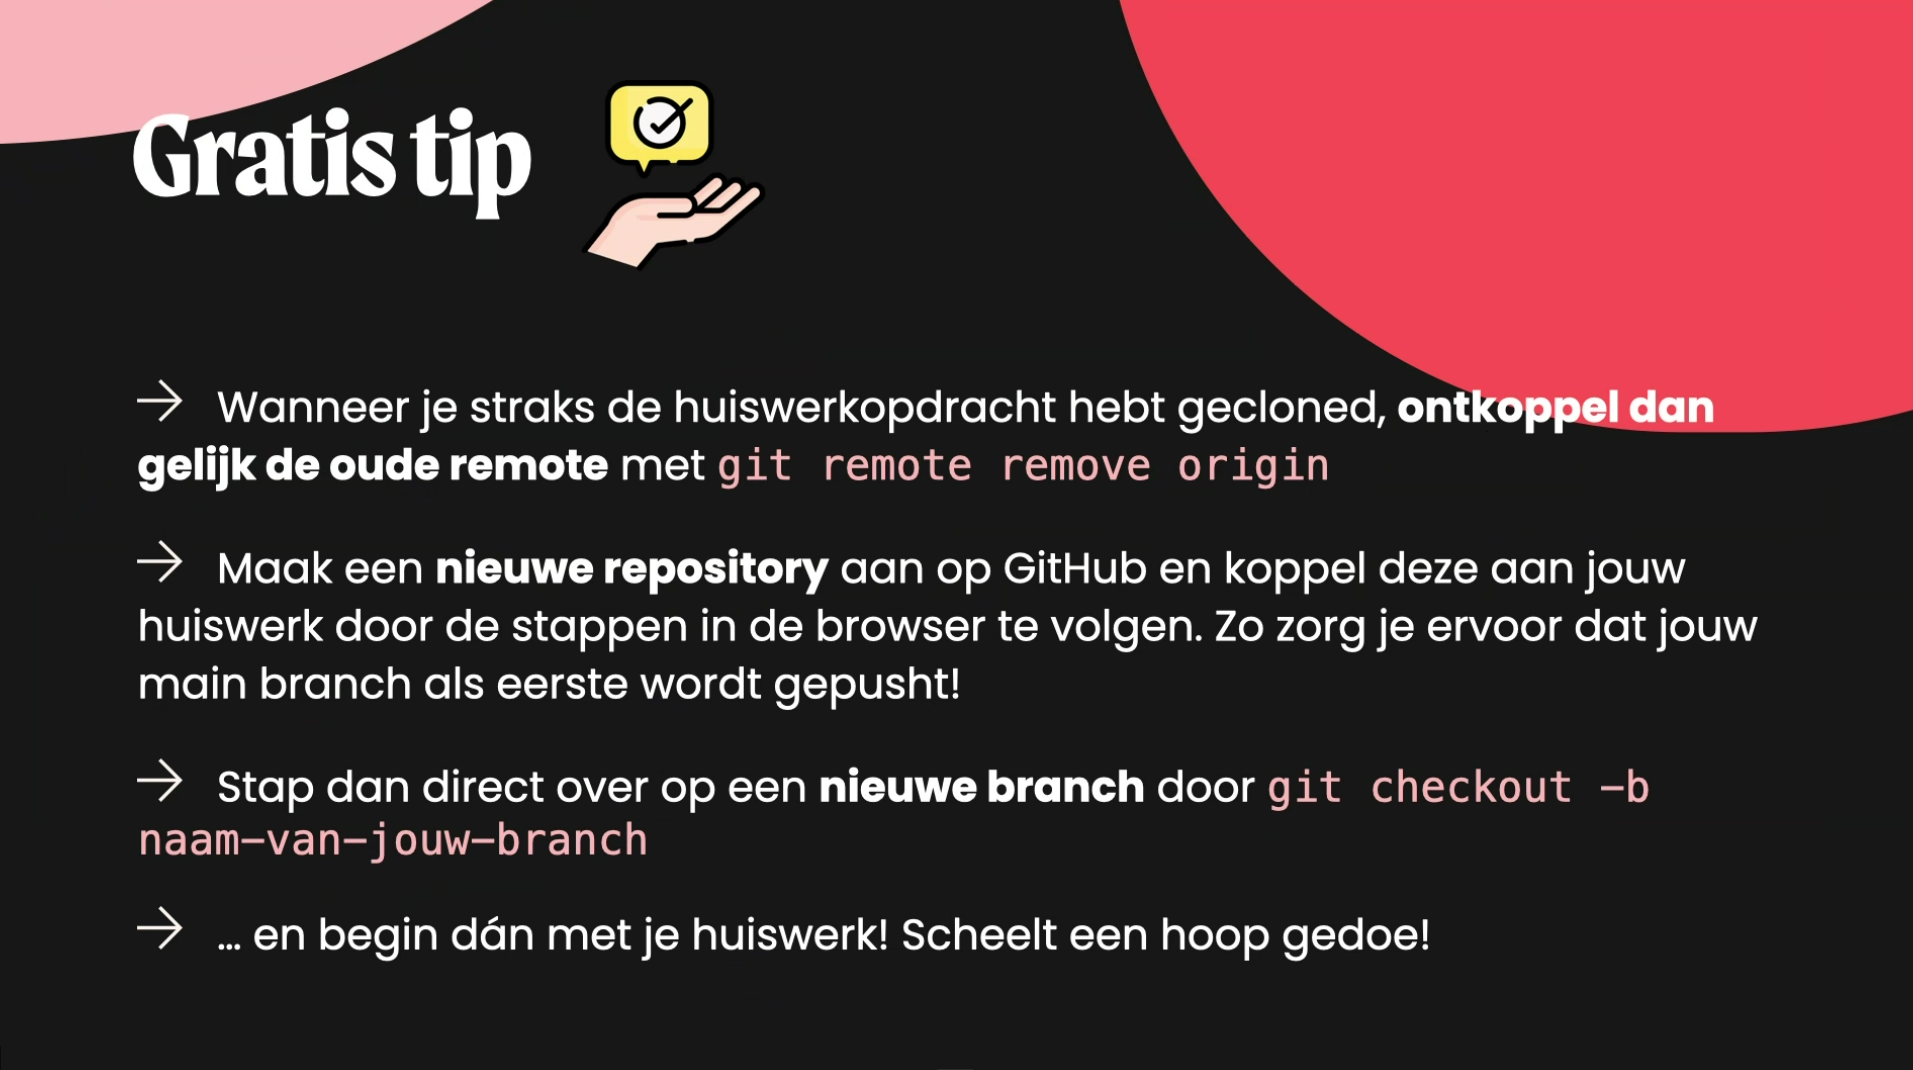 Gratis tip
→ Wanneer je straks de huiswerkopdracht hebt gecloned, ontkoppel dan
gelijk de oude remote met git remote remove origin
→ Maak een nieuwe repository aan op GitHub en koppel deze aan jouw
huiswerk door de stappen in de browser te volgen. Zo zorg je ervoor dat jouw
main branch als eerste wordt gepusht!
→ Stap dan direct over op een nieuwe branch door git checkout -b
naam-van-jouw-branch
→ ... en begin dán met je huiswerk! Scheelt een hoop gedoe!